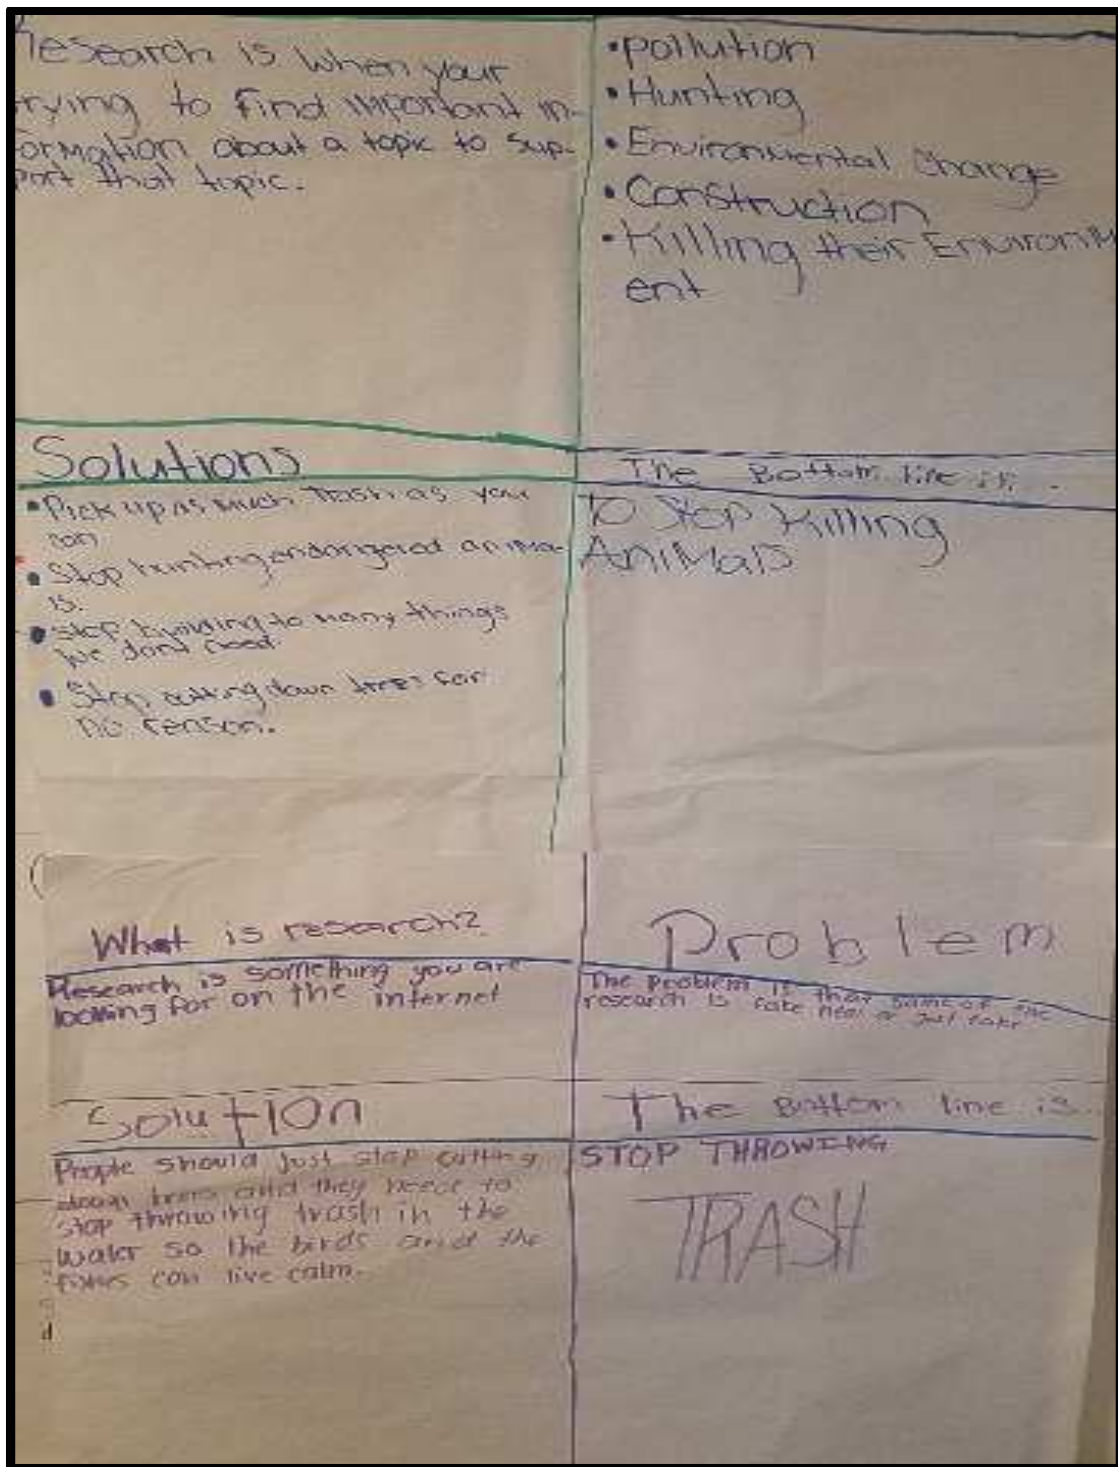 Research is when your
trying to find important in-
formation about a topic to sup-
port that topic.
• pollution
• Hunting
• Environmental Change
• Construction
• Killing their Environm
ent
Solutions
• Pick up as much trash as you
can
• Stop hunting endangered anima-
ls.
• Stop building to many things
we dont need.
• Stop cutting down trees for
no reason.
The Bottom line is..
To Stop Killing
AniMals
What is research?
Research is something you are
looking for on the internet
Problem
The problem is that some of the
research is fake or just fake
Solution
People should just stop cutting
down trees and they need to
stop throwing trash in the
water so the birds and the
fishes can live calm.
The Bottom line is..
STOP THROWING
TRASH
d